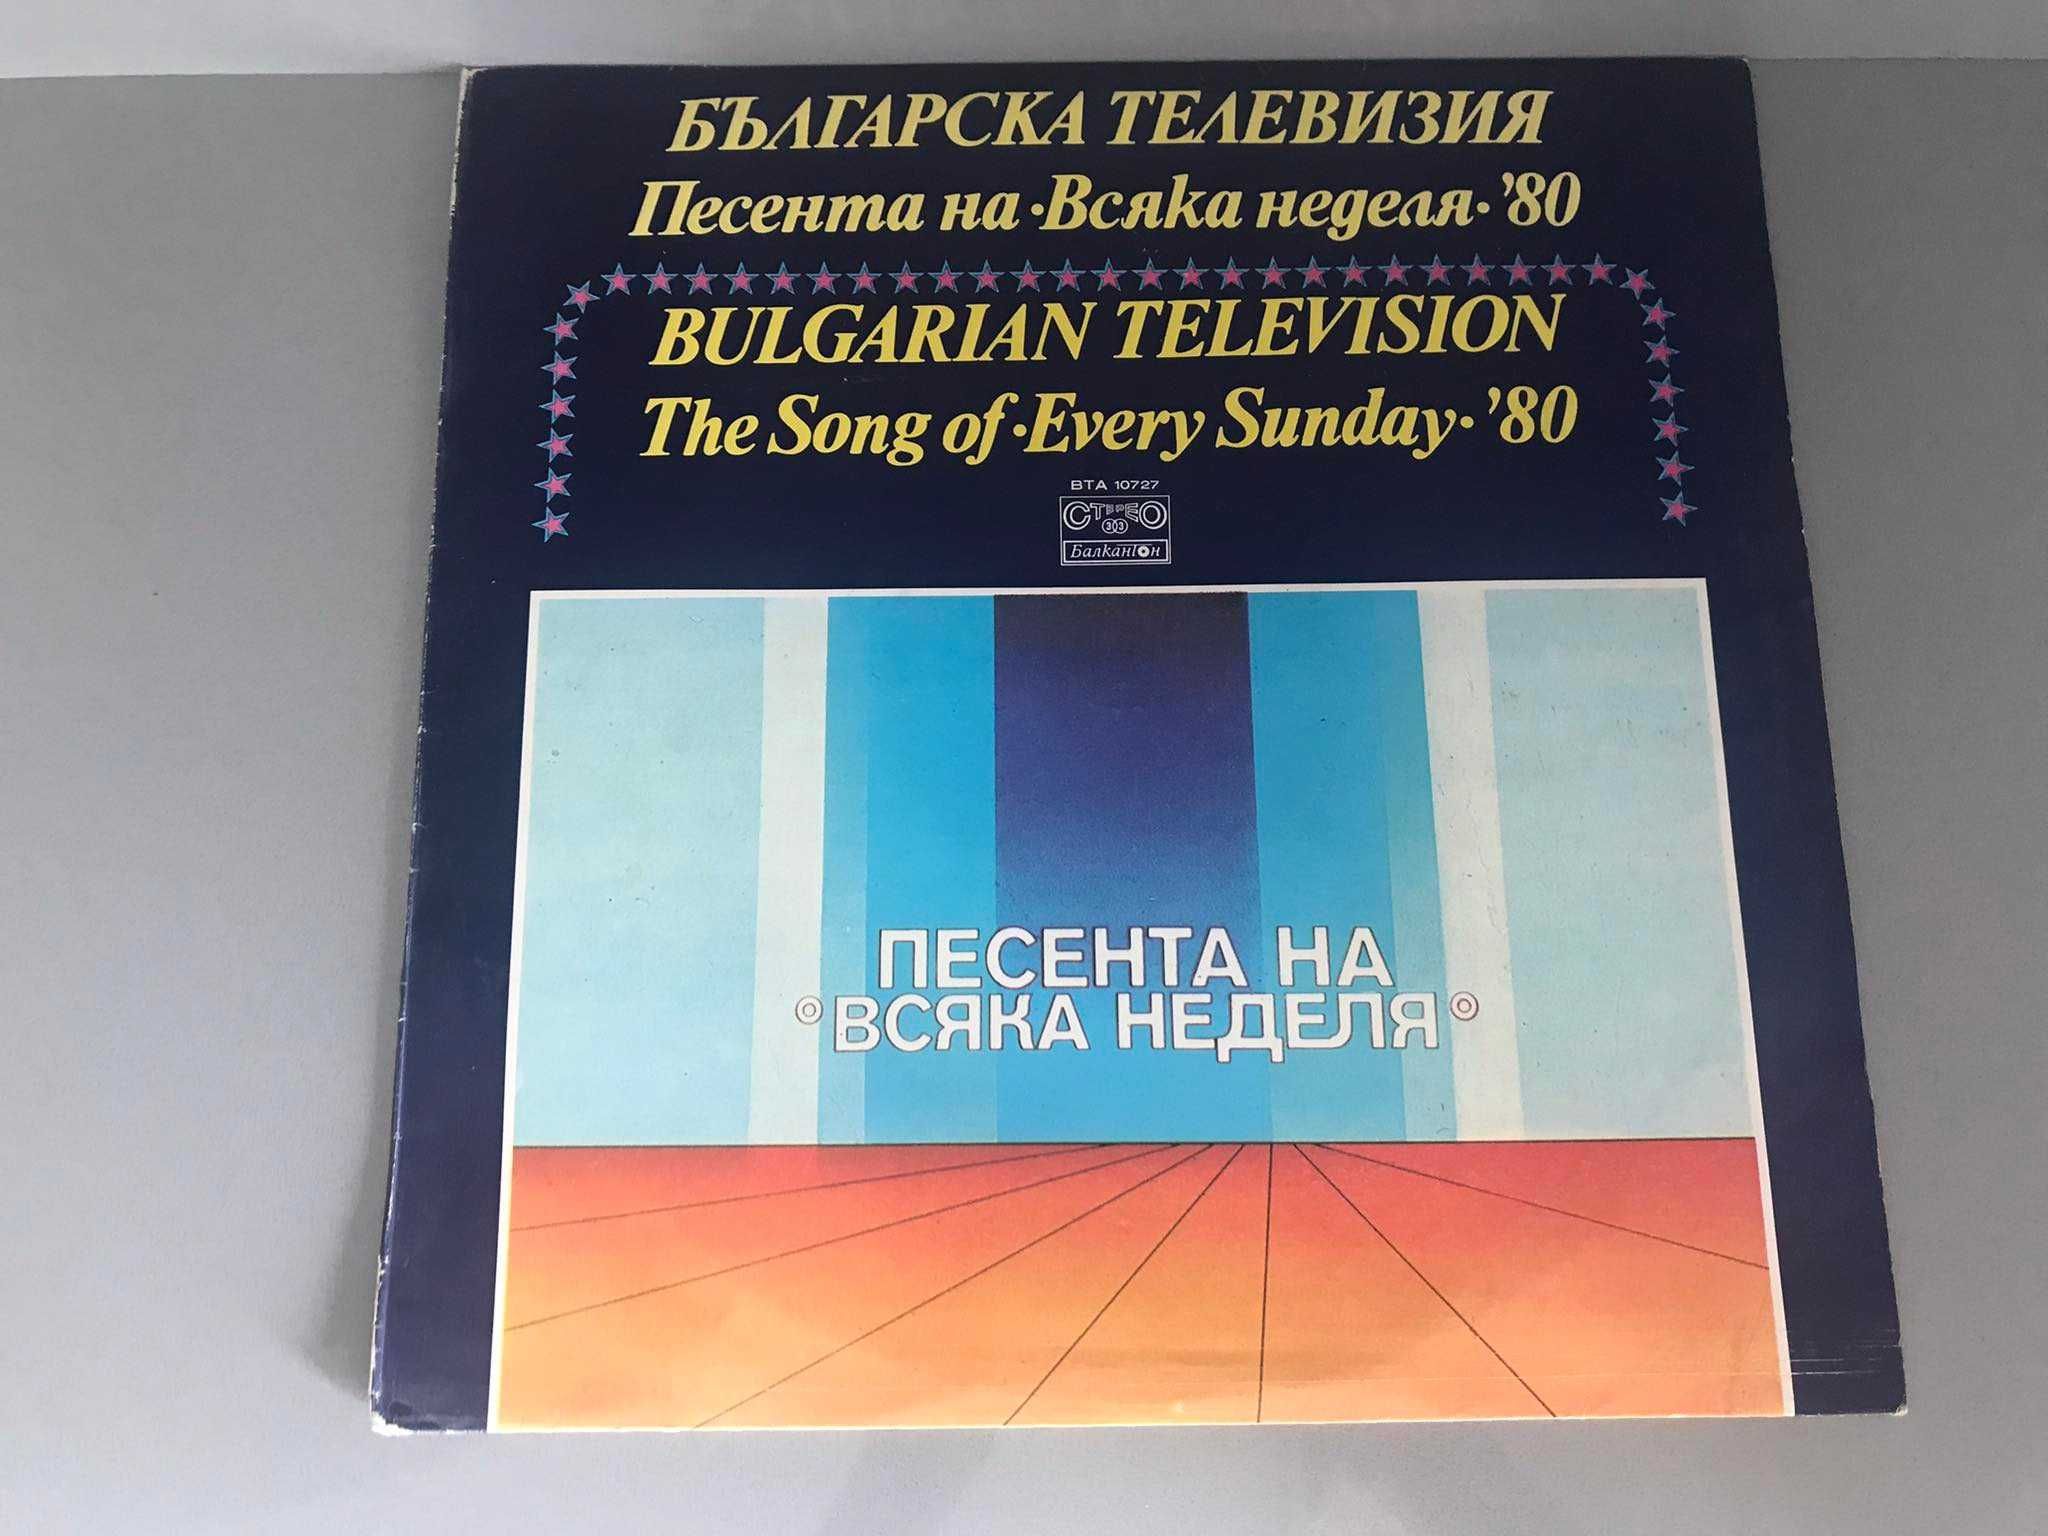 БЪЛГАРСКА ТЕЛЕВИЗИЯ
Песента на •Всяка неделя• '80
BULGARIAN TELEVISION
The Song of •Every Sunday• '80
ВТА 10727
СТЕРЕО
33
Балкантон
ПЕСЕНТА НА
ВСЯКА НЕДЕЛЯ